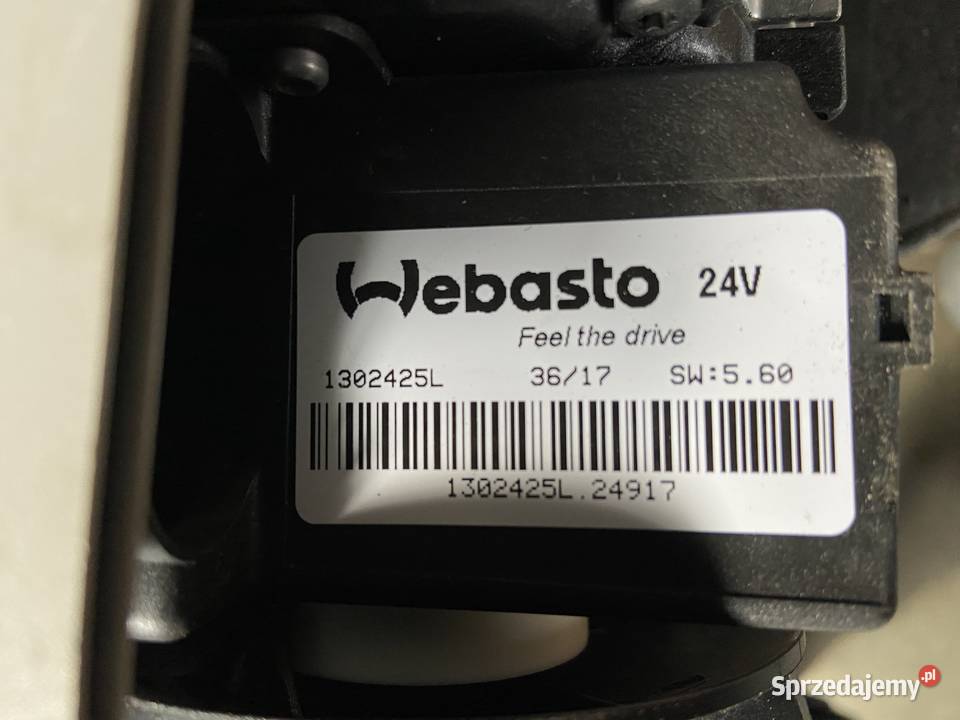 Webasto 24V
Feel the drive
1302425L 36/17 SW:5.60
1302425L.24917
Sprzedajemy.pl